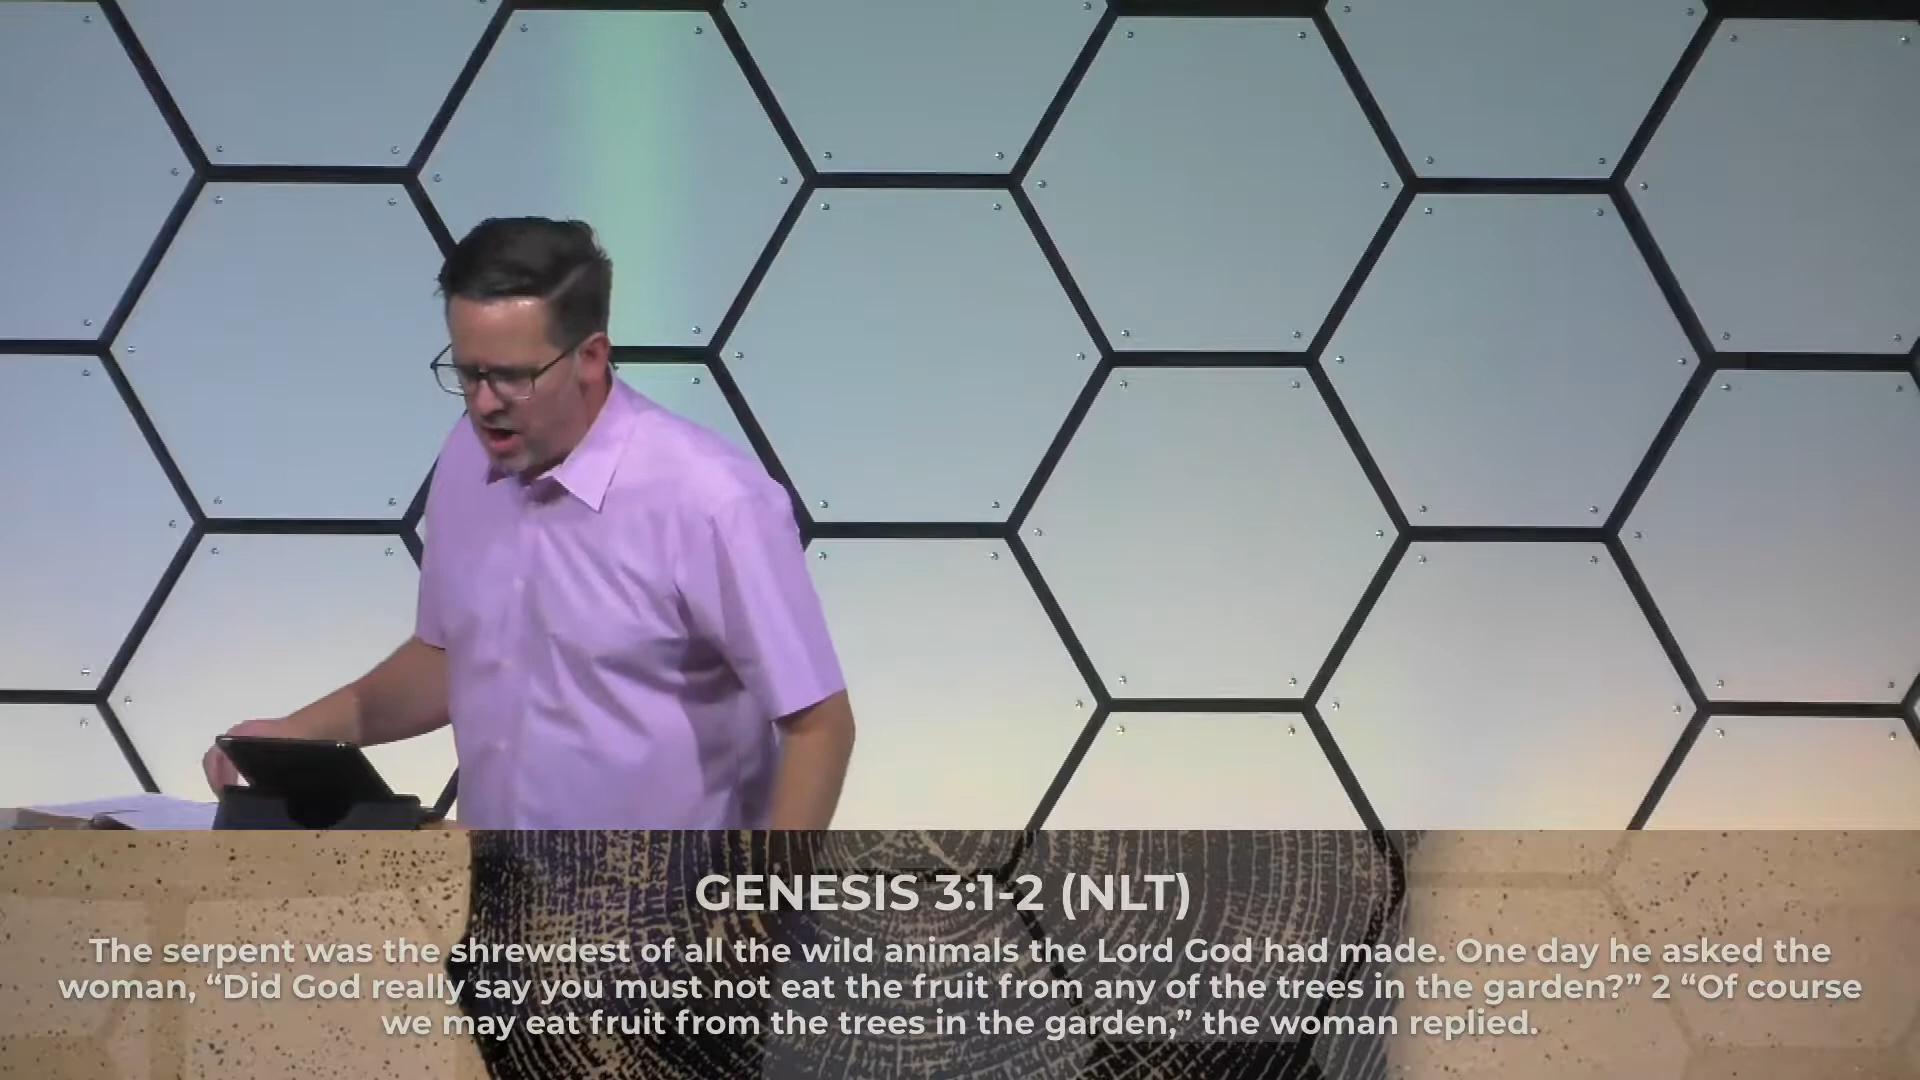 GENESIS 3:1-2 (NLT)
The serpent was the shrewdest of all the wild animals the Lord God had made. One day he asked the
woman, “Did God really say you must not eat the fruit from any of the trees in the garden?” 2 “Of course
we may eat fruit from the trees in the garden,” the woman replied.